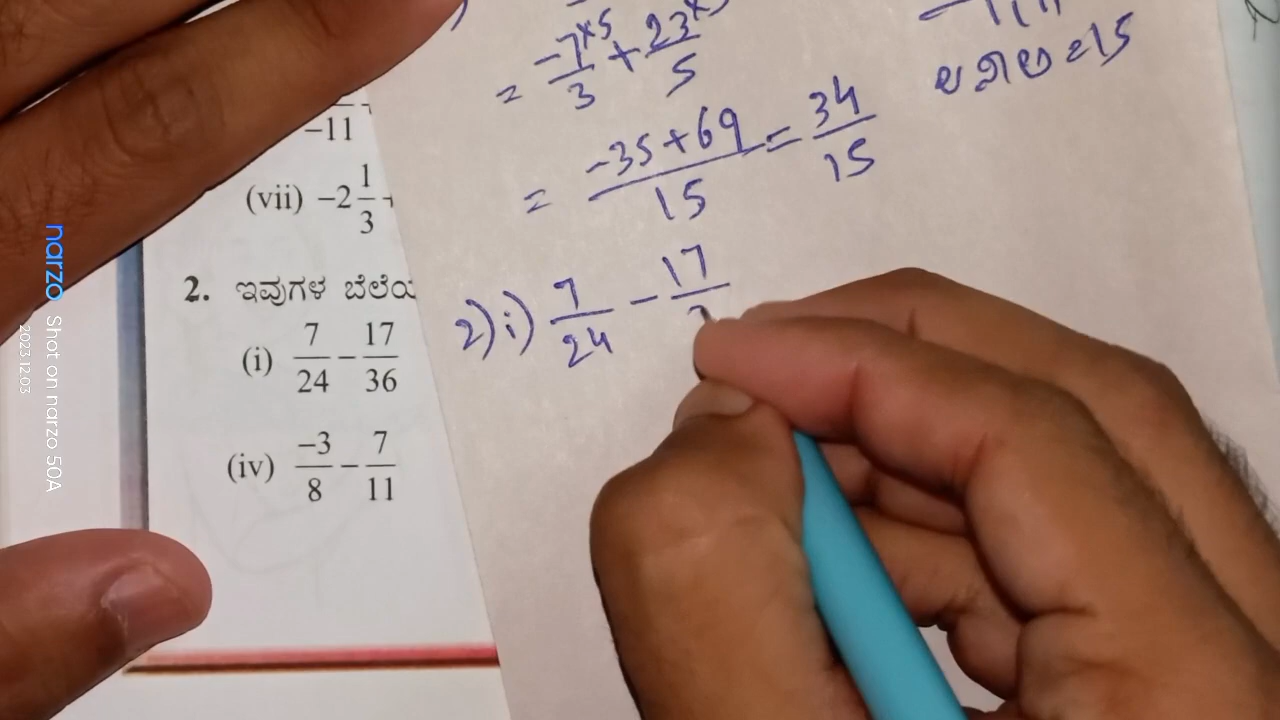 = -7×5/3 + 23×3/5
ಲ ಸಾ ಅ = 15
= -35+69/15 = 34/15
-11
(vii) -2 1/3
2. ಇವುಗಳ
(i) 7/24 - 17/36
(iv) -3/8 - 7/11
2) i) 7/24 - 17/3
narzo Shot on narzo 50A
2023 12:03